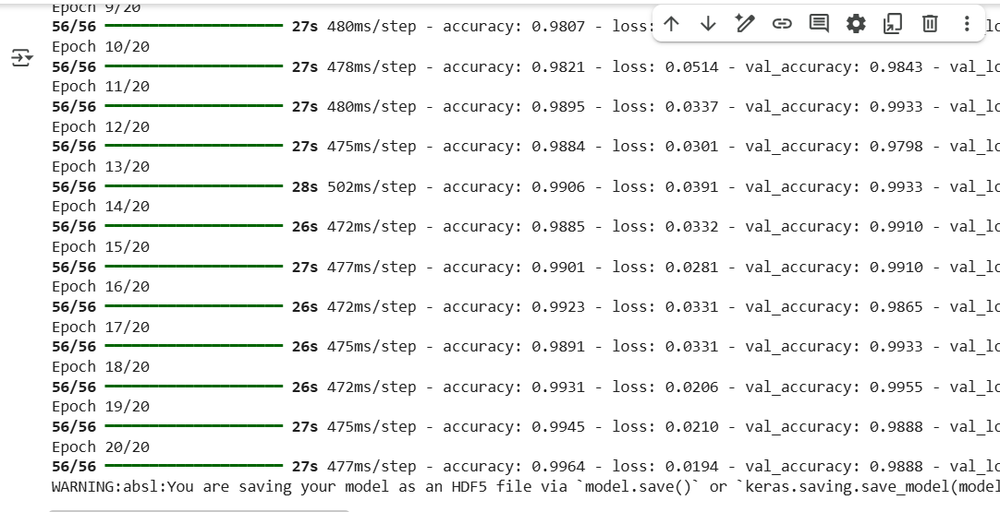 Epoch 9/20
56/56 27s 480ms/step - accuracy: 0.9807 - loss:
Epoch 10/20
56/56 27s 478ms/step - accuracy: 0.9821 - loss: 0.0514 - val_accuracy: 0.9843 - val_lo
Epoch 11/20
56/56 27s 480ms/step - accuracy: 0.9895 - loss: 0.0337 - val_accuracy: 0.9933 - val_lo
Epoch 12/20
56/56 27s 475ms/step - accuracy: 0.9884 - loss: 0.0301 - val_accuracy: 0.9798 - val_lo
Epoch 13/20
56/56 28s 502ms/step - accuracy: 0.9906 - loss: 0.0391 - val_accuracy: 0.9933 - val_lo
Epoch 14/20
56/56 26s 472ms/step - accuracy: 0.9885 - loss: 0.0332 - val_accuracy: 0.9910 - val_lo
Epoch 15/20
56/56 27s 477ms/step - accuracy: 0.9901 - loss: 0.0281 - val_accuracy: 0.9910 - val_lo
Epoch 16/20
56/56 26s 472ms/step - accuracy: 0.9923 - loss: 0.0331 - val_accuracy: 0.9865 - val_lo
Epoch 17/20
56/56 26s 475ms/step - accuracy: 0.9891 - loss: 0.0331 - val_accuracy: 0.9933 - val_lo
Epoch 18/20
56/56 26s 472ms/step - accuracy: 0.9931 - loss: 0.0206 - val_accuracy: 0.9955 - val_lo
Epoch 19/20
56/56 27s 475ms/step - accuracy: 0.9945 - loss: 0.0210 - val_accuracy: 0.9888 - val_lo
Epoch 20/20
56/56 27s 477ms/step - accuracy: 0.9964 - loss: 0.0194 - val_accuracy: 0.9888 - val_lo
WARNING:absl:You are saving your model as an HDF5 file via `model.save()` or `keras.saving.save_model(model